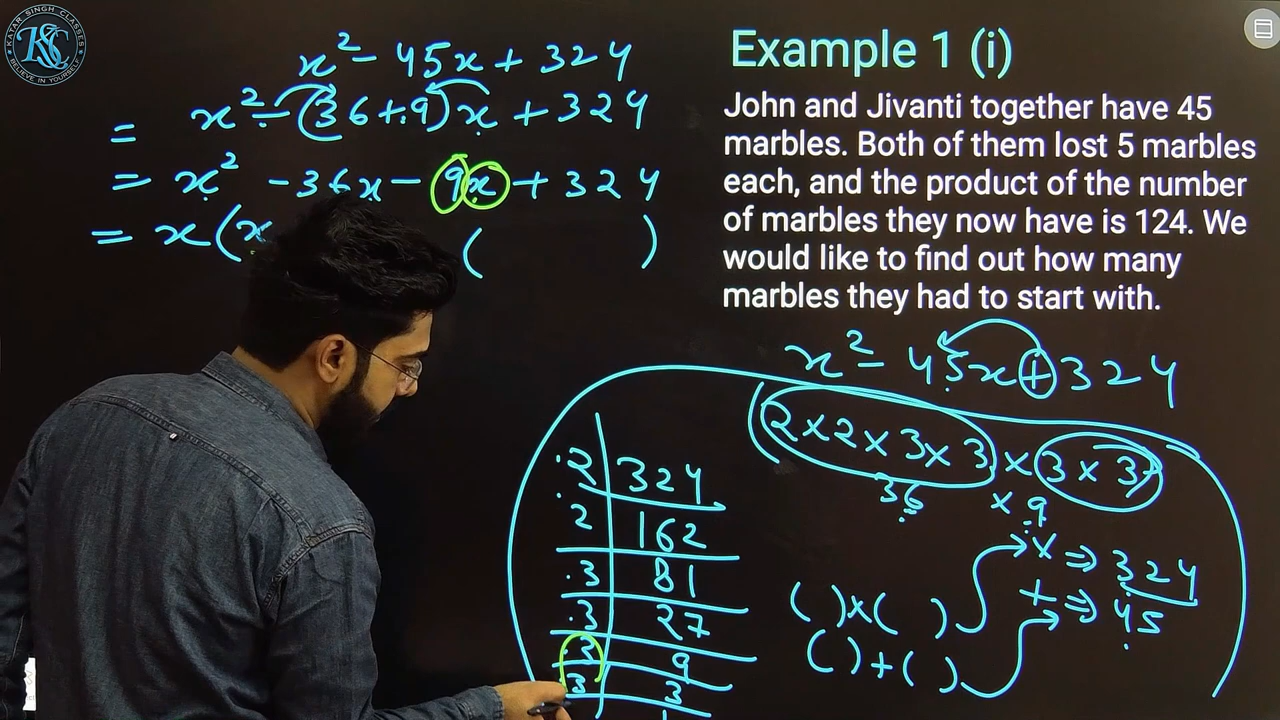 KATAR SINGH CLASSES
KSC
BELIEVE IN YOURSELF
x² - 45x + 324
= x² - (36+9)x + 324
= x² - 36x - 9x + 324
= x(x ( )
Example 1 (i)
John and Jivanti together have 45
marbles. Both of them lost 5 marbles
each, and the product of the number
of marbles they now have is 124. We
would like to find out how many
marbles they had to start with.
x² - 45x + 324
(2×2×3×3) × (3×3)
36 × 9
2 | 324
2 | 162
3 | 81
3 | 27
3 | 9
3 | 3
1
( )×( ) × ⇒ 324
( )+( ) + ⇒ 45